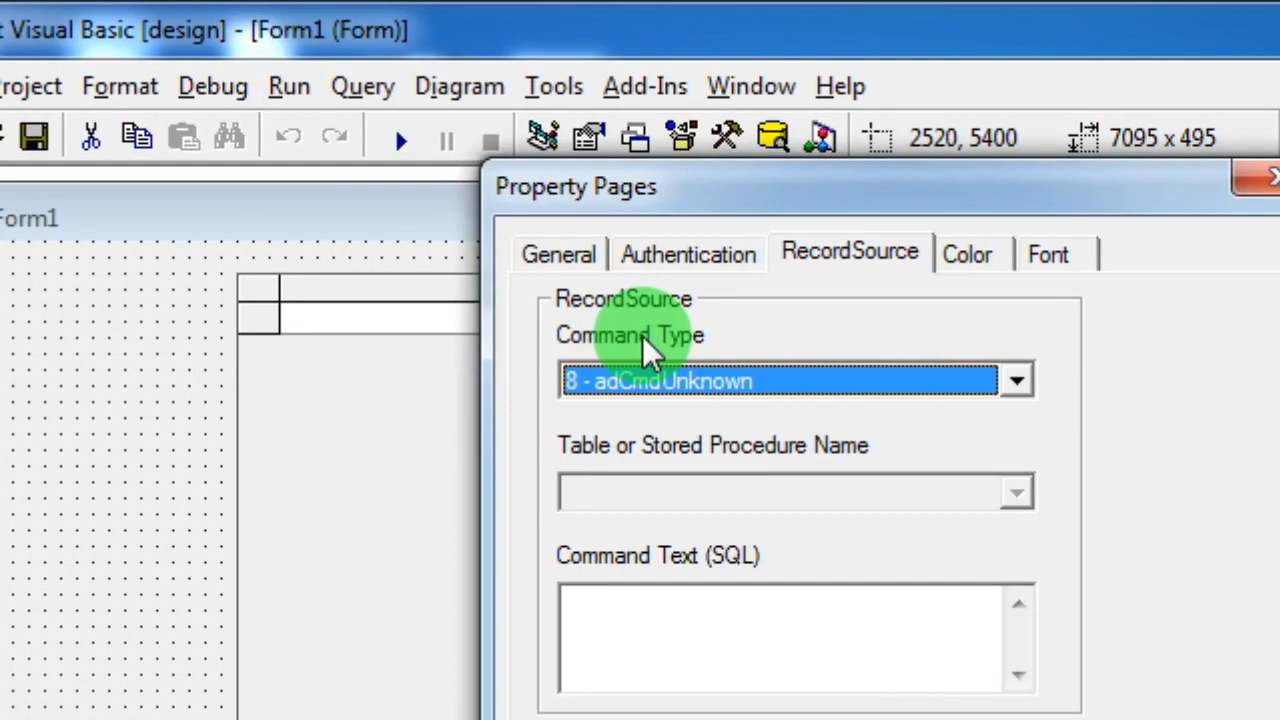 Visual Basic [design] - [Form1 (Form)]
Format Debug Run Query Diagram Tools Add-Ins Window Help
2520, 5400 7095 x 495
Property Pages
Form1
General Authentication RecordSource Color Font
RecordSource
Command Type
8 - adCmdUnknown
Table or Stored Procedure Name
Command Text (SQL)